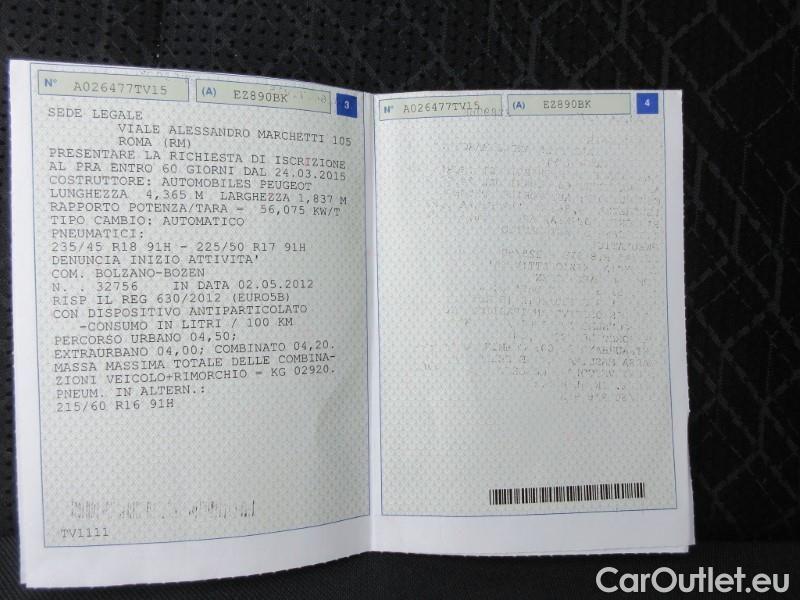 N° A026477TV15 (A) EZ890BK 3
SEDE LEGALE
VIALE ALESSANDRO MARCHETTI 105
ROMA (RM)
PRESENTARE LA RICHIESTA DI ISCRIZIONE
AL PRA ENTRO 60 GIORNI DAL 24.03.2015
COSTRUTTORE: AUTOMOBILES PEUGEOT
LUNGHEZZA 4,365 M LARGHEZZA 1,837 M
RAPPORTO POTENZA/TARA = 56,075 KW/T
TIPO CAMBIO: AUTOMATICO
PNEUMATICI:
235/45 R18 91H - 225/50 R17 91H
DENUNCIA INIZIO ATTIVITA'
COM. BOLZANO-BOZEN
N. . 32756 IN DATA 02.05.2012
RISP IL REG 630/2012 (EURO5B)
CON DISPOSITIVO ANTIPARTICOLATO
-CONSUMO IN LITRI / 100 KM
PERCORSO URBANO 04,50;
EXTRAURBANO 04,00; COMBINATO 04,20.
MASSA MASSIMA TOTALE DELLE COMBINA-
ZIONI VEICOLO+RIMORCHIO = KG 02920.
PNEUM. IN ALTERN.:
215/60 R16 91H
TV1111
N° A026477TV15 (A) EZ890BK 4
CarOutlet.eu